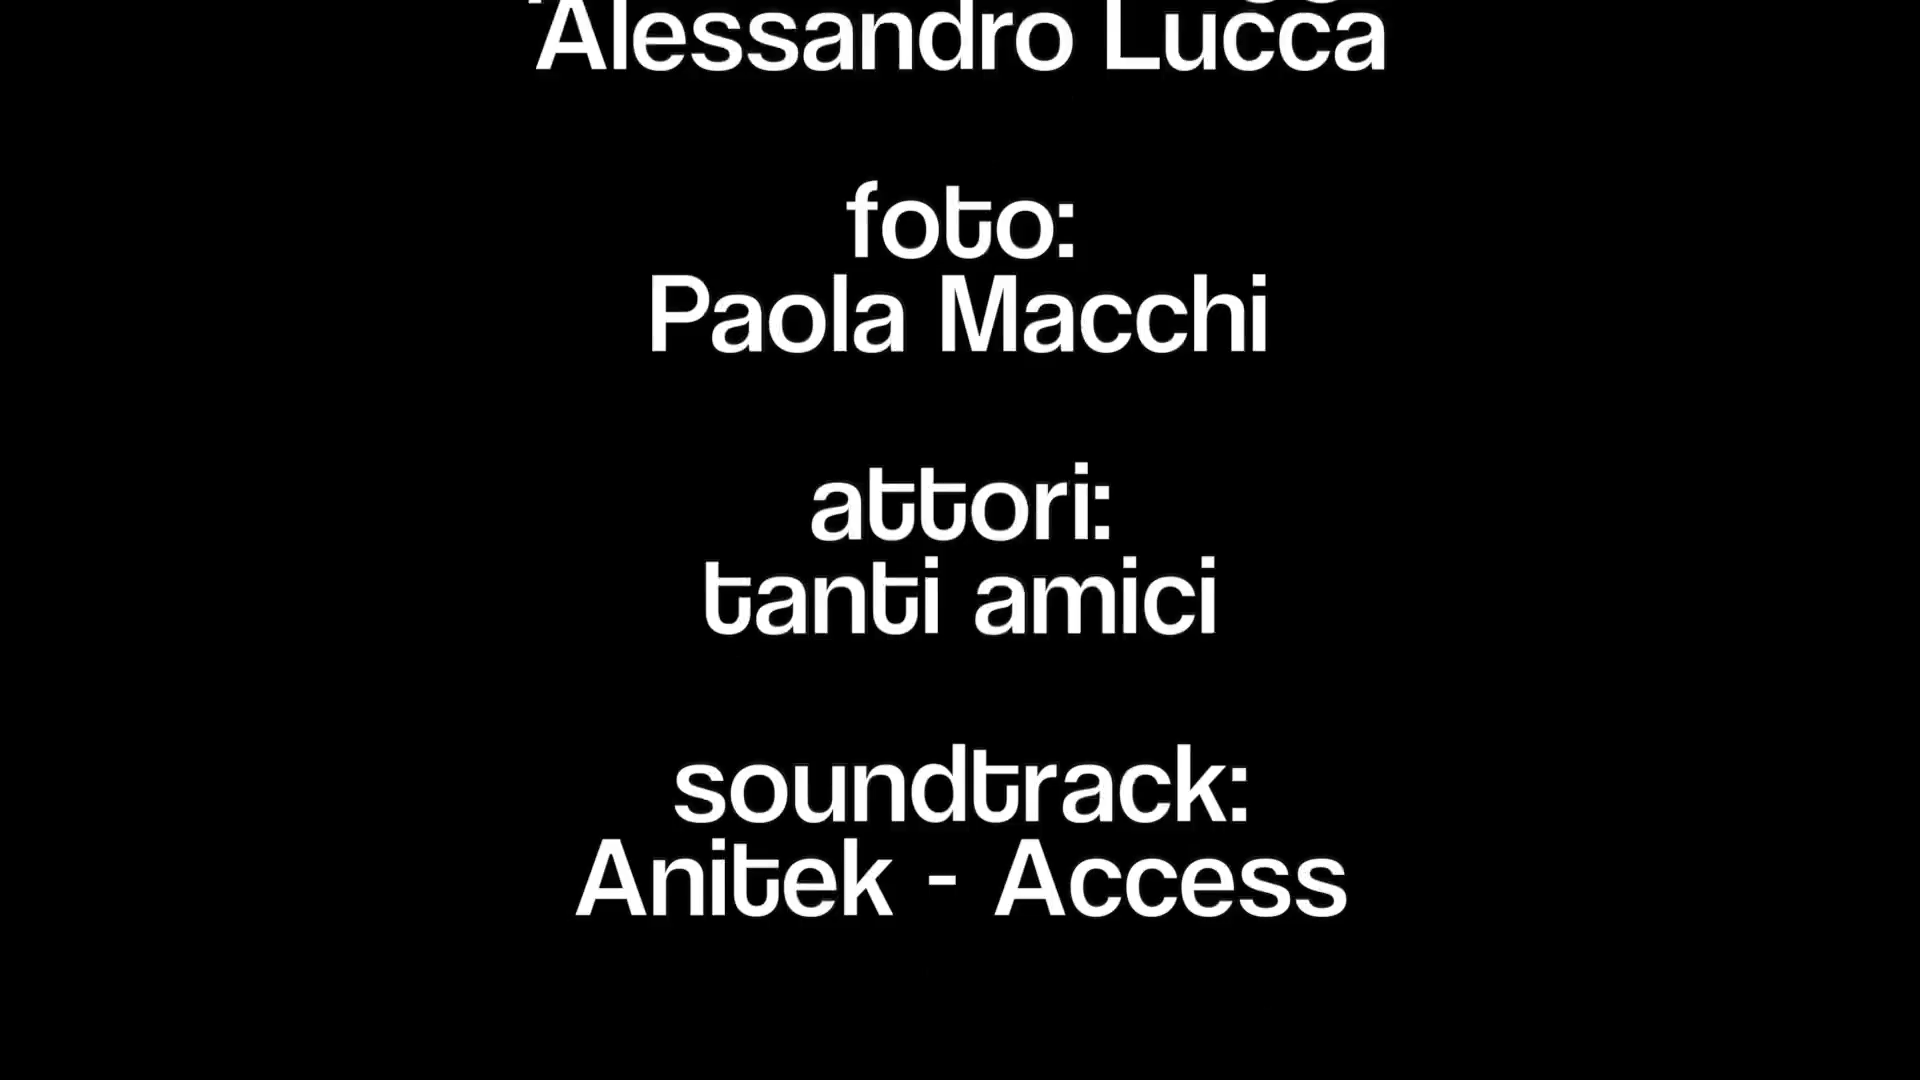 Alessandro Lucca
foto:
Paola Macchi
attori:
tanti amici
soundtrack:
Anitek - Access